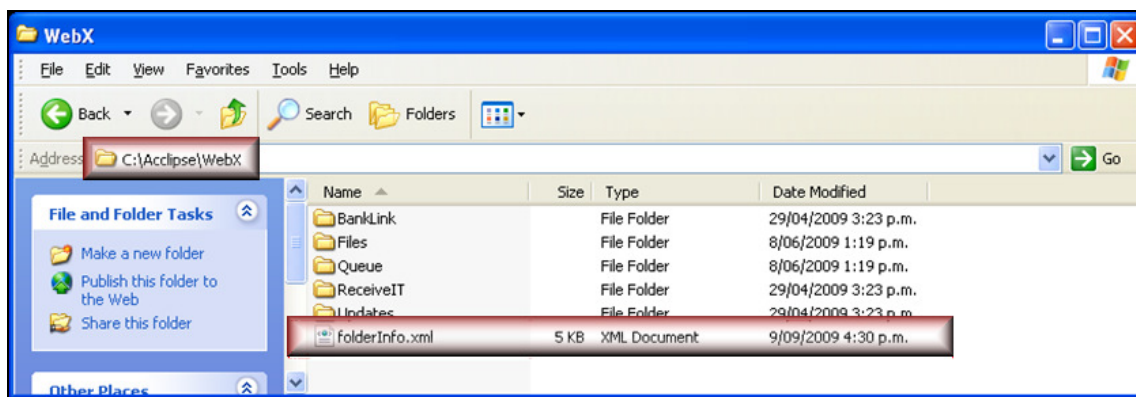 WebX
File Edit View Favorites Tools Help
Back Search Folders
Address C:\Acclipse\WebX Go
Name Size Type Date Modified
File and Folder Tasks
Make a new folder
Publish this folder to
the Web
Share this folder
Other Places
BankLink File Folder 29/04/2009 3:23 p.m.
Files File Folder 8/06/2009 1:19 p.m.
Queue File Folder 8/06/2009 1:19 p.m.
ReceiveIT File Folder 29/04/2009 3:23 p.m.
Updates File Folder 29/04/2009 3:23 p.m.
folderInfo.xml 5 KB XML Document 9/09/2009 4:30 p.m.